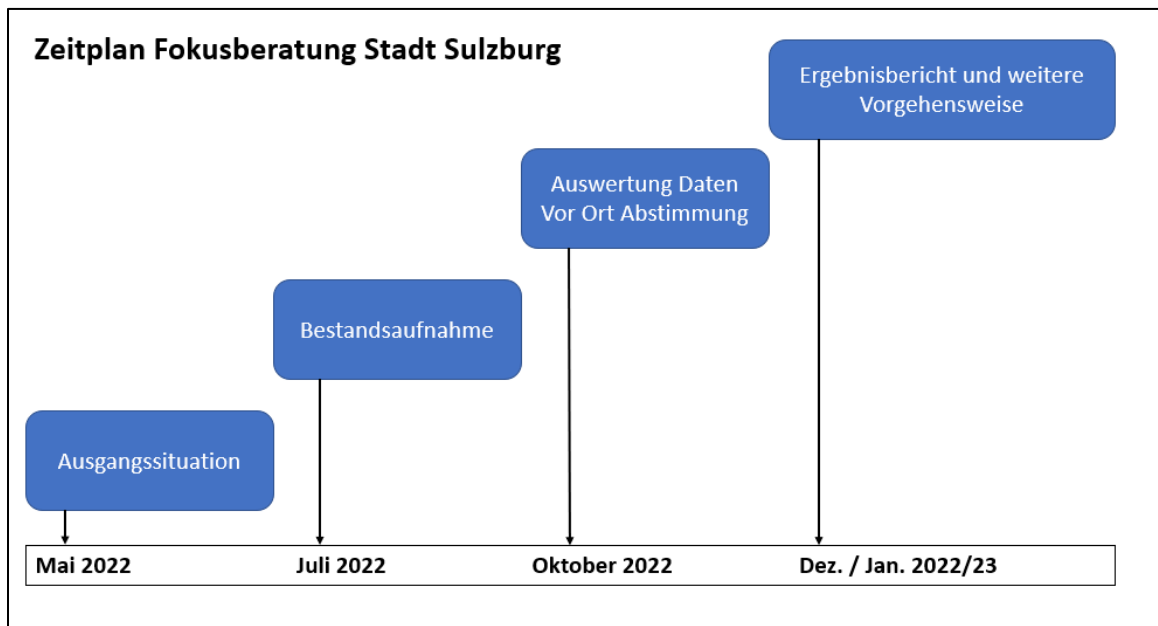 Zeitplan Fokusberatung Stadt Sulzburg
Ergebnisbericht und weitere
Vorgehensweise
Auswertung Daten
Vor Ort Abstimmung
Bestandsaufnahme
Ausgangssituation
Mai 2022
Juli 2022
Oktober 2022
Dez. / Jan. 2022/23